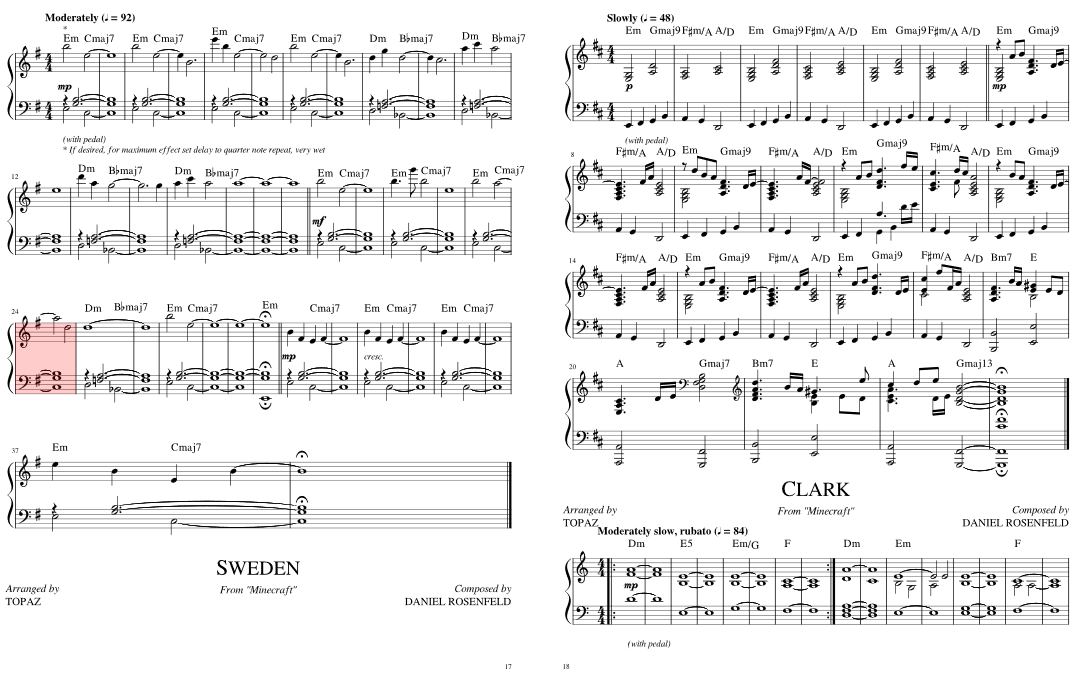 Moderately (♩ = 92)
*
Em Cmaj7 Em Cmaj7 Em Cmaj7 Em Cmaj7 Dm B♭maj7 Dm B♭maj7
mp
(with pedal)
* If desired, for maximum effect set delay to quarter note repeat, very wet
12
Dm B♭maj7 Dm B♭maj7 Em Cmaj7 Em Cmaj7
mf
24
Dm B♭maj7 Em Cmaj7 Em Cmaj7 Em Cmaj7 Em Cmaj7
mp cresc.
37
Em Cmaj7
SWEDEN
Arranged by From "Minecraft" Composed by
TOPAZ DANIEL ROSENFELD
17
Slowly (♩ = 48)
Em Gmaj9 F♯m/A A/D Em Gmaj9 F♯m/A A/D Em Gmaj9 F♯m/A A/D Em Gmaj9
p mp
(with pedal)
8
F♯m/A A/D Em Gmaj9 F♯m/A A/D Em Gmaj9 F♯m/A A/D Em Gmaj9
14
F♯m/A A/D Em Gmaj9 F♯m/A A/D Em Gmaj9 F♯m/A A/D Bm7 E
20
A Gmaj7 Bm7 E A Gmaj13
CLARK
Arranged by From "Minecraft" Composed by
TOPAZ DANIEL ROSENFELD
Moderately slow, rubato (♩ = 84)
Dm E5 Em/G F Dm Em F
mp
(with pedal)
18